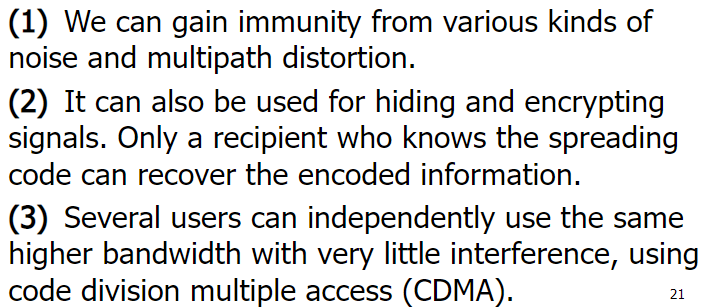 (1) We can gain immunity from various kinds of
noise and multipath distortion.
(2) It can also be used for hiding and encrypting
signals. Only a recipient who knows the spreading
code can recover the encoded information.
(3) Several users can independently use the same
higher bandwidth with very little interference, using
code division multiple access (CDMA).
21